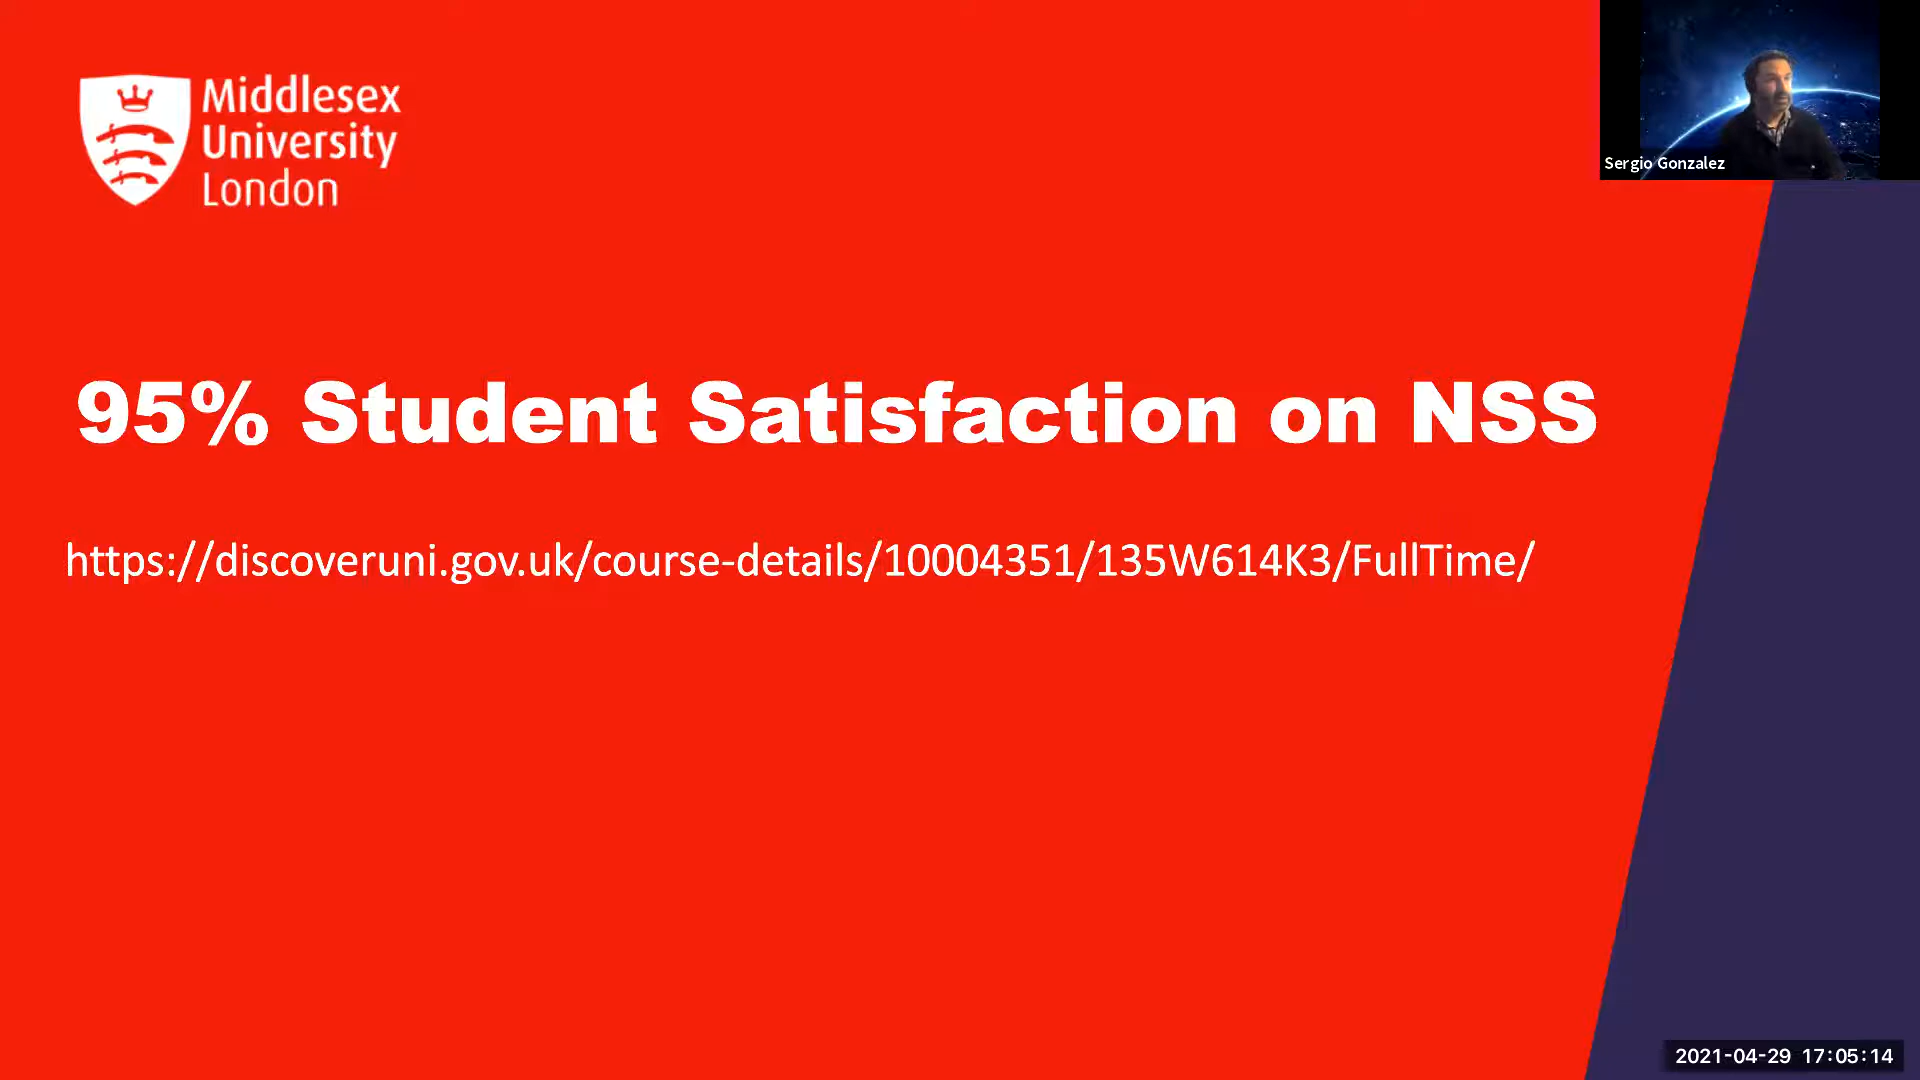 Middlesex
University
London
Sergio Gonzalez
95% Student Satisfaction on NSS
https://discoveruni.gov.uk/course-details/10004351/135W614K3/FullTime/
2021-04-29 17:05:14